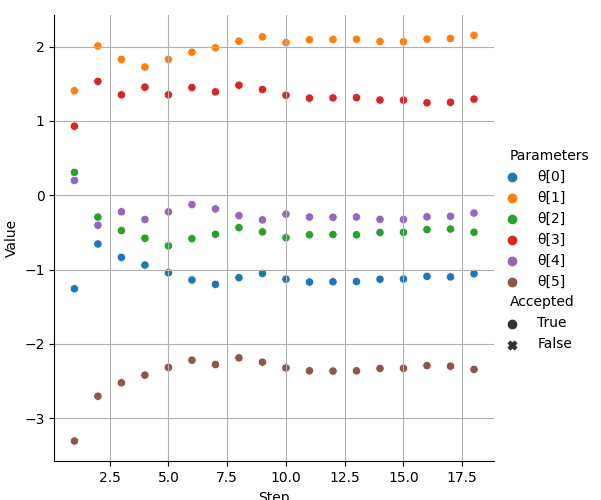 2
1
0
−1
−2
−3
Value
2.5 5.0 7.5 10.0 12.5 15.0 17.5
Step
Parameters
θ[0]
θ[1]
θ[2]
θ[3]
θ[4]
θ[5]
Accepted
True
False